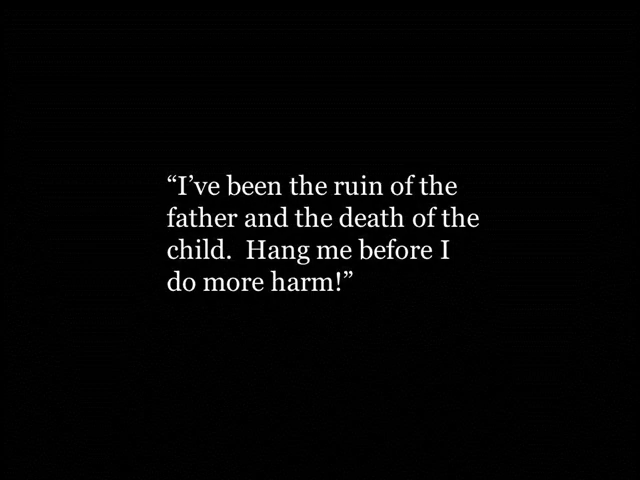 “I’ve been the ruin of the
father and the death of the
child.  Hang me before I
do more harm!”